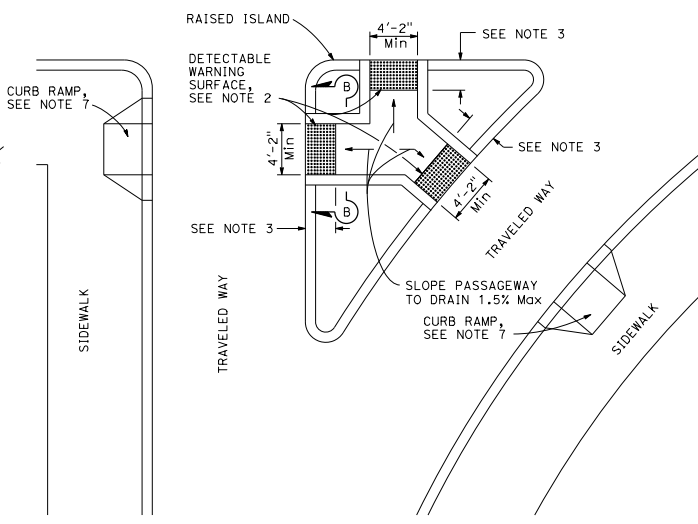 RAISED ISLAND
4'-2"
Min
SEE NOTE 3
DETECTABLE
WARNING
SURFACE,
SEE NOTE 2
B
CURB RAMP,
SEE NOTE 7
4'-2"
Min
SEE NOTE 3
4'-2"
Min
B
SEE NOTE 3
TRAVELED WAY
SLOPE PASSAGEWAY
TO DRAIN 1.5% Max
CURB RAMP,
SEE NOTE 7
SIDEWALK
TRAVELED WAY
SIDEWALK